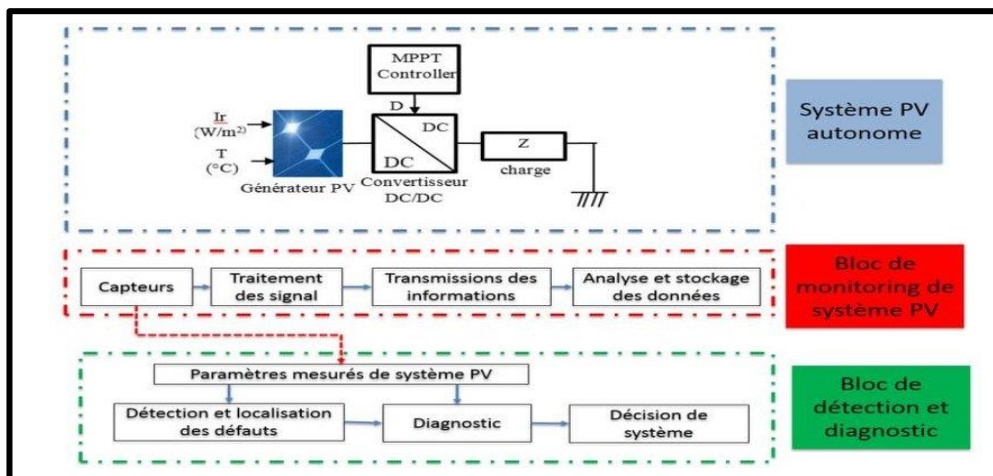 MPPT
Controller
D
Ir
(W/m²)
T
(°C)
DC
DC
Z
Générateur PV
Convertisseur
DC/DC
charge
Système PV
autonome
Capteurs
Traitement
des signal
Transmissions des
informations
Analyse et stockage
des données
Bloc de
monitoring de
système PV
Paramètres mesurés de système PV
Détection et localisation
des défauts
Diagnostic
Décision de
système
Bloc de
détection et
diagnostic